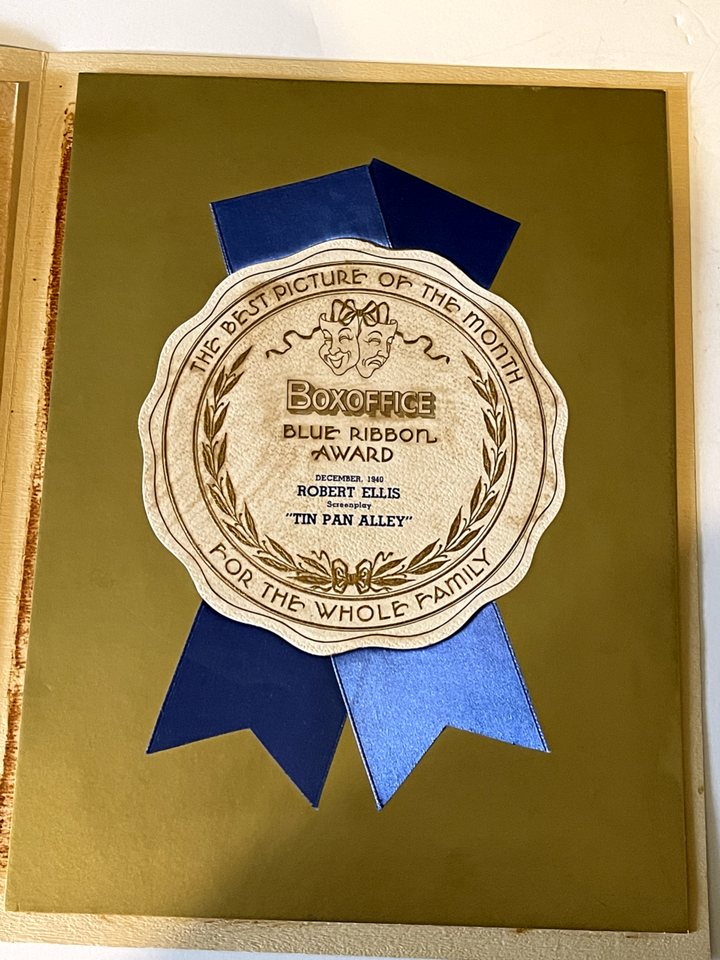 THE BEST PICTURE OF THE MONTH
BOXOFFICE
BLUE RIBBON
AWARD
DECEMBER, 1940
ROBERT ELLIS
Screenplay
"TIN PAN ALLEY"
FOR THE WHOLE FAMILY